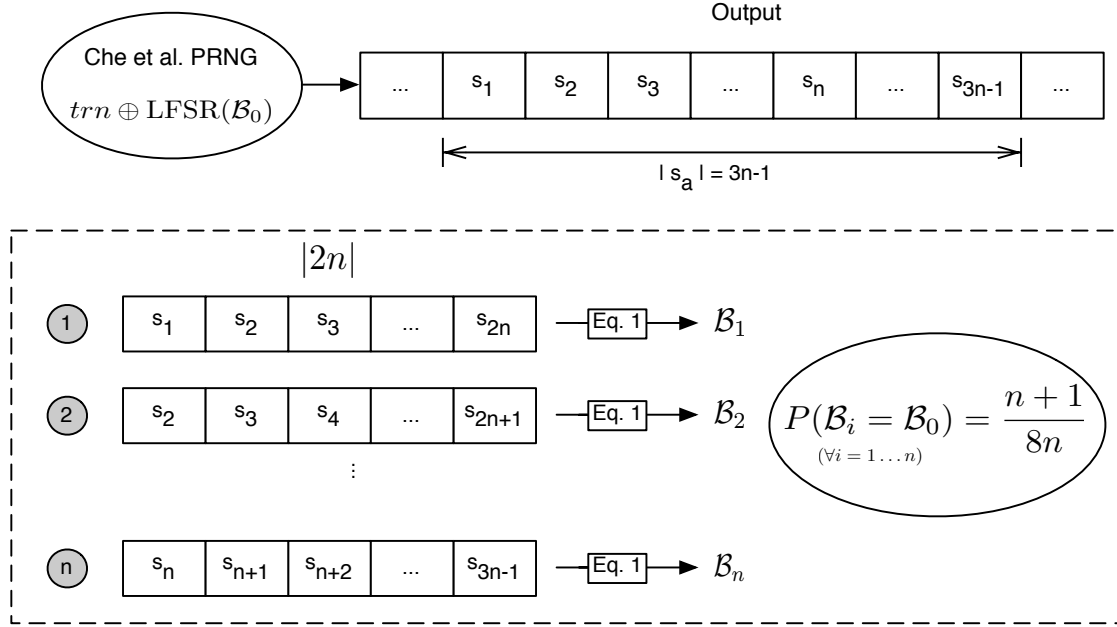 Output
Che et al. PRNG
trn ⊕ LFSR(𝓑₀)
... s₁ s₂ s₃ ... sₙ ... s₃ₙ₋₁ ...
| sₐ | = 3n-1
|2n|
1 s₁ s₂ s₃ ... s₂ₙ Eq. 1 𝓑₁
2 s₂ s₃ s₄ ... s₂ₙ₊₁ Eq. 1 𝓑₂
⋮
P(𝓑ᵢ = 𝓑₀) = (n + 1)/(8n)
(∀i = 1 … n)
n sₙ sₙ₊₁ sₙ₊₂ ... s₃ₙ₋₁ Eq. 1 𝓑ₙ